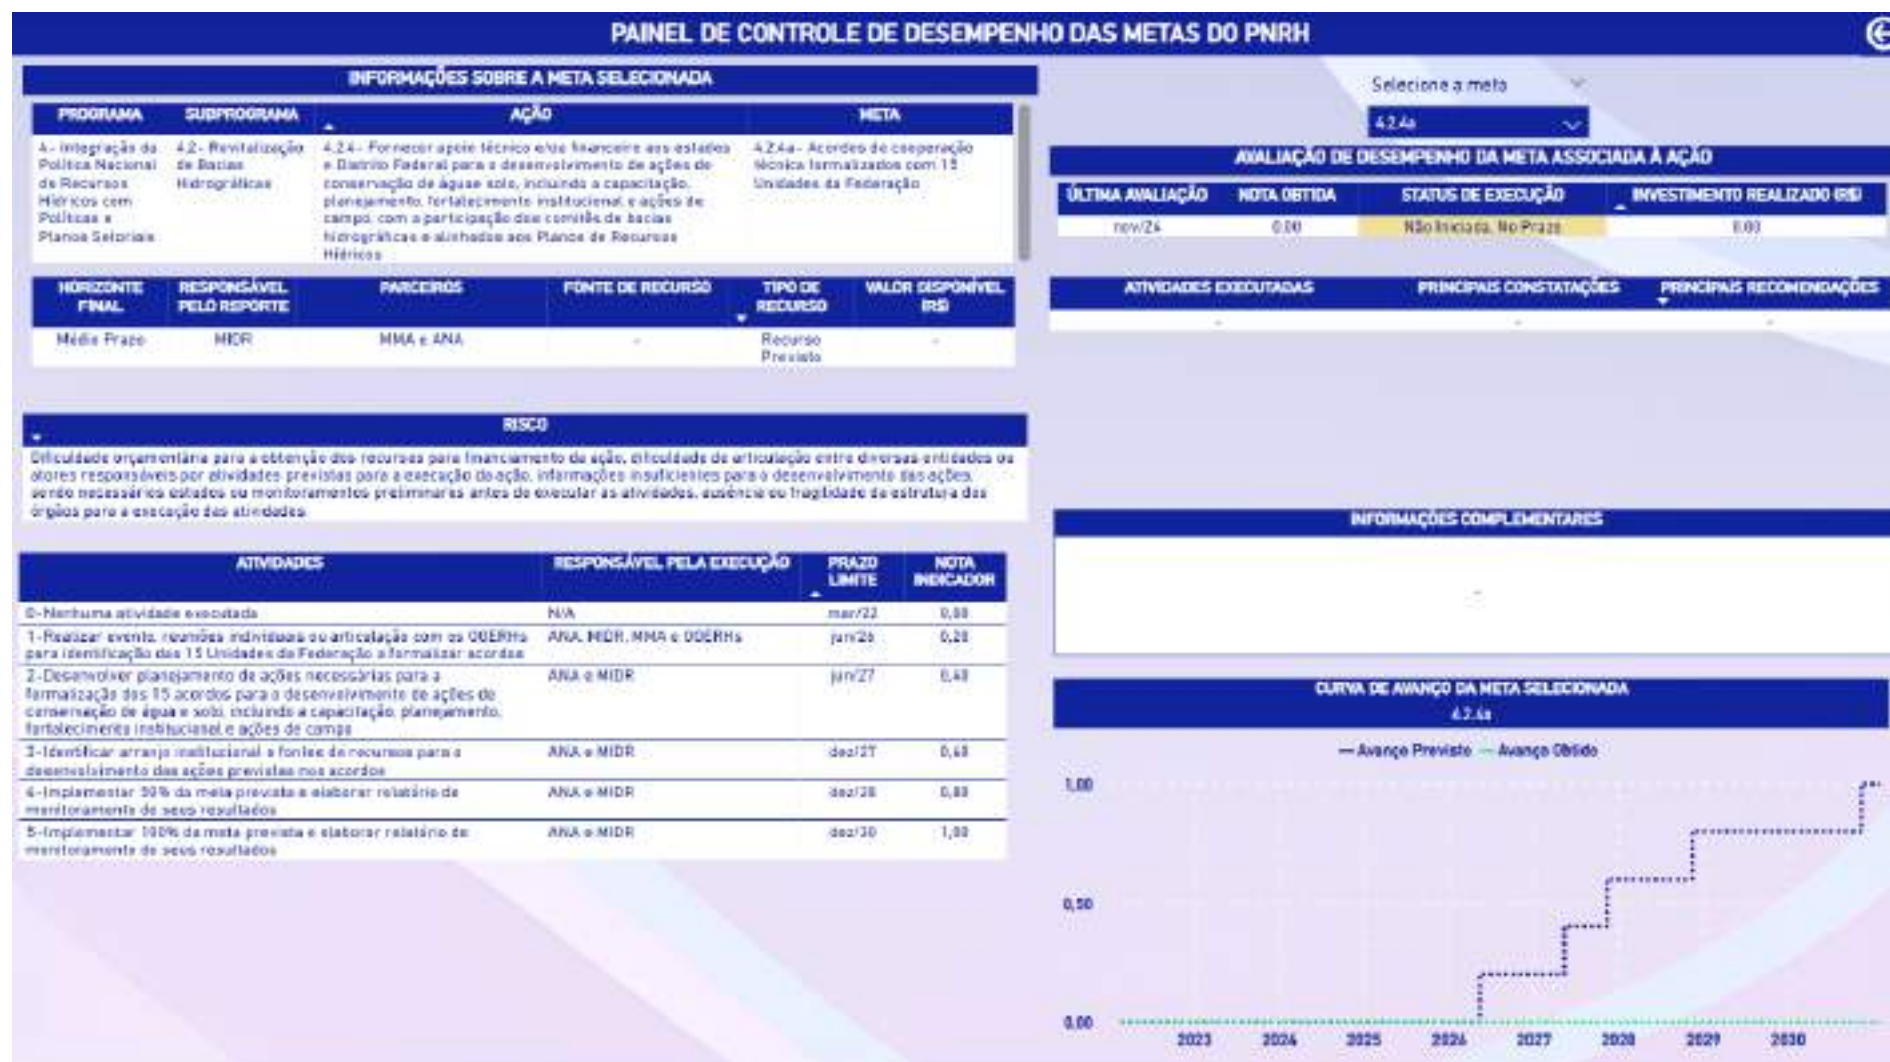 PAINEL DE CONTROLE DE DESEMPENHO DAS METAS DO PNRH
INFORMAÇÕES SOBRE A META SELECIONADA
PROGRAMA SUBPROGRAMA AÇÃO META
4.- Integração da Política Nacional de Recursos Hídricos com Políticas e Planos Setoriais
4.2.- Revitalização de Bacias Hidrográficas
4.2.4.- Fornecer apoio técnico e/ou financeiro aos estados
e Distrito Federal para o desenvolvimento de ações de
conservação de água e solo, incluindo a capacitação,
planejamento, fortalecimento institucional e ações de
campo, com a participação dos comitês de bacias
hidrográficas e alinhados aos Planos de Recursos
Hídricos
4.2.4a - Acordos de cooperação
técnica formalizados com 15
Unidades da Federação
HORIZONTE FINAL RESPONSÁVEL PELO REPORTE PARCEIROS FONTE DE RECURSO TIPO DE RECURSO VALOR DISPONÍVEL (R$)
Médio Prazo MIDR MMA e ANA - Recurso Previsto -
RISCO
Dificuldade orçamentária para a obtenção dos recursos para financiamento da ação, dificuldade de articulação entre diversas entidades ou
atores responsáveis por atividades previstas para a execução da ação, informações insuficientes para o desenvolvimento das ações,
sendo necessários estudos ou monitoramentos preliminares antes de executar as atividades, ausência ou fragilidade da estrutura dos
órgãos para a execução das atividades.
ATIVIDADES RESPONSÁVEL PELA EXECUÇÃO PRAZO LIMITE NOTA INDICADOR
0-Nenhuma atividade executada N/A mar/22 0,00
1-Realizar evento, reuniões individuais ou articulação com os OGERHs ANA, MIDR, MMA e OGERHs jun/26 0,20
para identificação das 15 Unidades da Federação a formalizar acordos
2-Desenvolver planejamento de ações necessárias para a ANA e MIDR jun/27 0,40
formalização dos 15 acordos para o desenvolvimento de ações de
conservação de água e solo, incluindo a capacitação, planejamento,
fortalecimento institucional e ações de campo
3-Identificar arranjo institucional e fontes de recursos para o ANA e MIDR dez/27 0,60
desenvolvimento das ações previstas nos acordos
4-Implementar 50% da meta prevista e elaborar relatório de ANA e MIDR dez/28 0,80
monitoramento de seus resultados
5-Implementar 100% da meta prevista e elaborar relatório de ANA e MIDR dez/30 1,00
monitoramento de seus resultados
Selecione a meta
4.2.4a
AVALIAÇÃO DE DESEMPENHO DA META ASSOCIADA À AÇÃO
ÚLTIMA AVALIAÇÃO NOTA OBTIDA STATUS DE EXECUÇÃO INVESTIMENTO REALIZADO (R$)
nov/24 0,00 Não Iniciada, No Prazo 0,00
ATIVIDADES EXECUTADAS PRINCIPAIS CONSTATAÇÕES PRINCIPAIS RECOMENDAÇÕES
- - -
INFORMAÇÕES COMPLEMENTARES
-
CURVA DE AVANÇO DA META SELECIONADA
4.2.4a
Avanço Previsto Avanço Obtido
1,00
0,50
0,00
2023 2024 2025 2026 2027 2028 2029 2030